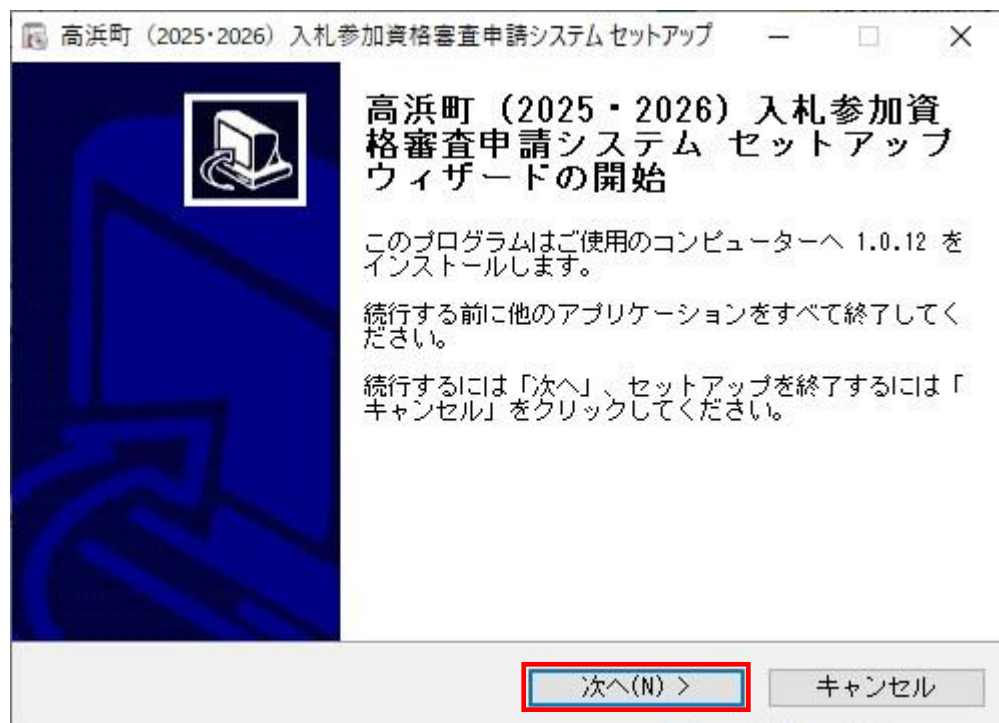 高浜町（2025･2026）入札参加資格審査申請システム セットアップ
高浜町（2025・2026）入札参加資
格審査申請システム セットアップ
ウィザードの開始
このプログラムはご使用のコンピューターへ 1.0.12 を
インストールします。
続行する前に他のアプリケーションをすべて終了してく
ださい。
続行するには「次へ」、セットアップを終了するには「
キャンセル」をクリックしてください。
次へ(N) >
キャンセル